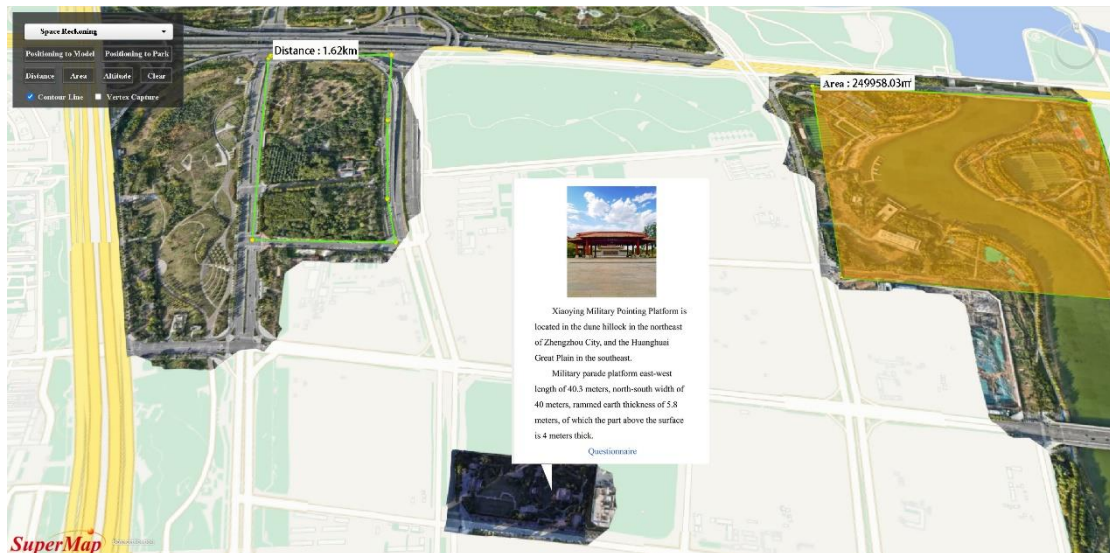 Space Reckoning
Positioning to Model Positioning to Park
Distance Area Altitude Clear
Contour Line Vertex Capture
Distance : 1.62km
Area : 249958.03㎡
Xiaoying Military Pointing Platform is
located in the dune hillock in the northeast
of Zhengzhou City, and the Huanghuai
Great Plain in the southeast.
Military parade platform east-west
length of 40.3 meters, north-south width of
40 meters, rammed earth thickness of 5.8
meters, of which the part above the surface
is 4 meters thick.
Questionnaire
SuperMap